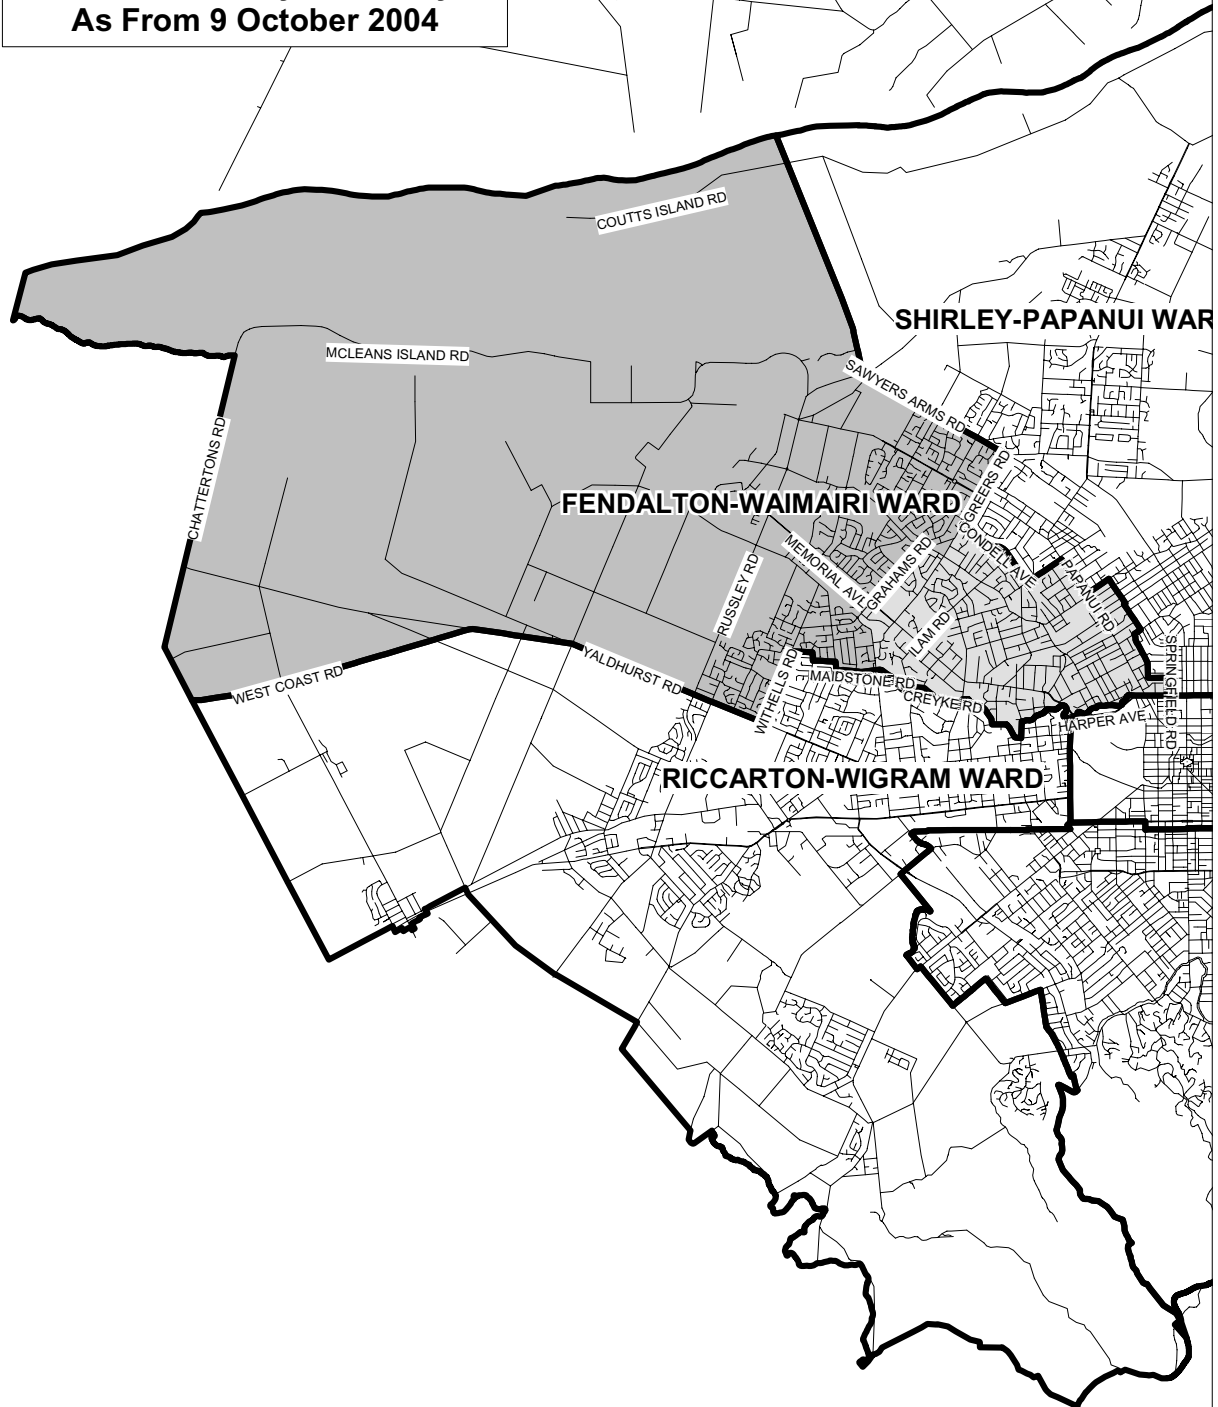 As From 9 October 2004
COUTTS ISLAND RD
SHIRLEY-PAPANUI WAR
MCLEANS ISLAND RD
SAWYERS ARMS RD
CHATTERTONS RD
GREERS RD
FENDALTON-WAIMAIRI WARD
CONDELL AVE
MEMORIAL AVE
GRAHAMS RD
PAPANUI RD
RUSSLEY RD
ILAM RD
SPRINGFIELD RD
YALDHURST RD
WITHELLS RD
WEST COAST RD
MAIDSTONE RD
CREYKE RD
HARPER AVE
RICCARTON-WIGRAM WARD